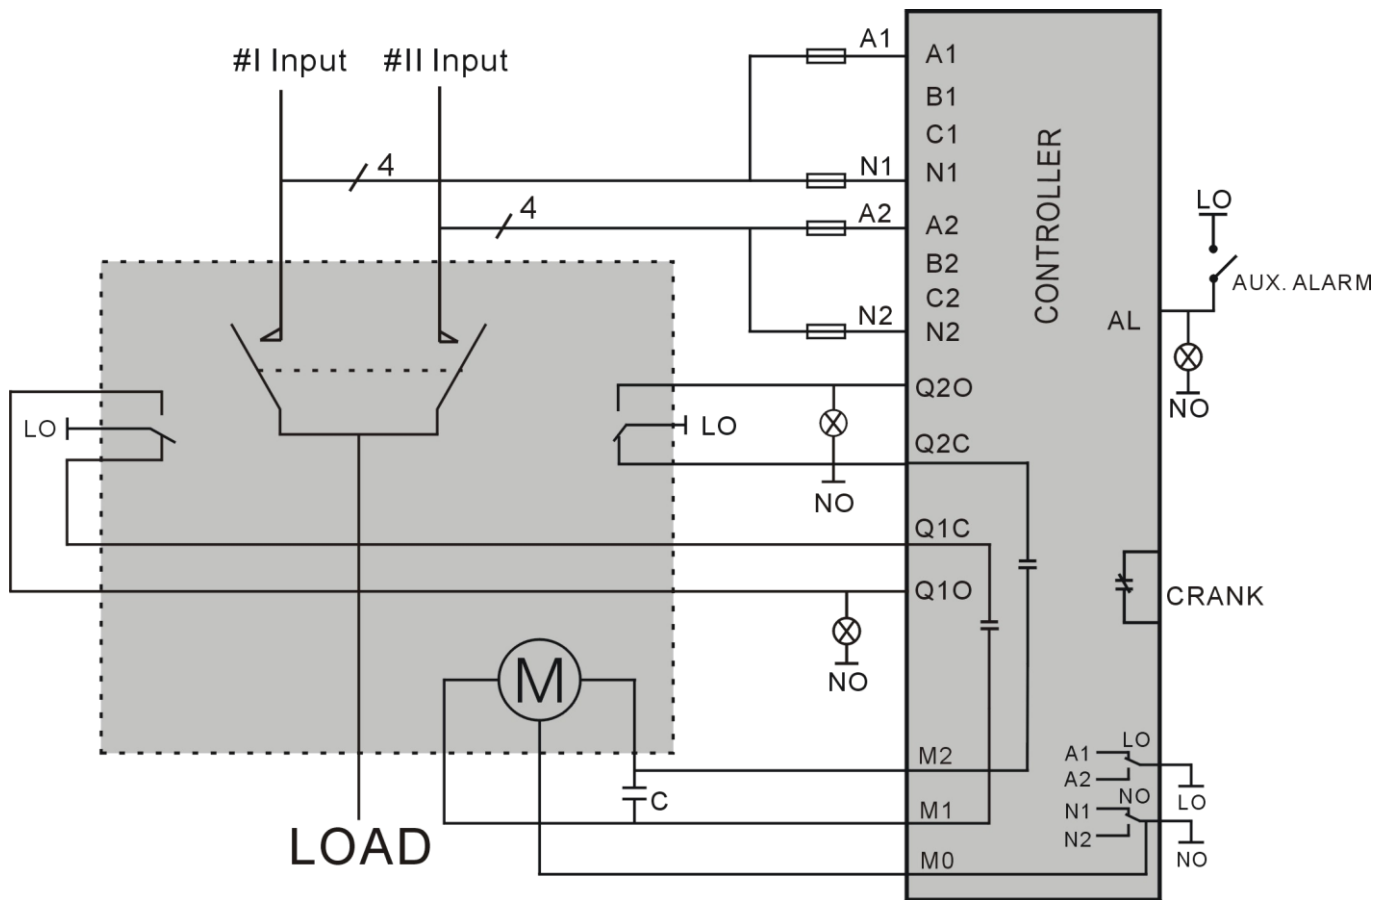 #I Input
#II Input
4
4
A1
N1
A2
N2
A1
B1
C1
N1
A2
B2
C2
N2
CONTROLLER
LO
AUX. ALARM
AL
NO
Q2O
Q2C
Q1C
Q1O
LO
LO
NO
NO
CRANK
M
C
M2
M1
M0
A1
A2
LO
LO
N1
N2
NO
NO
LOAD